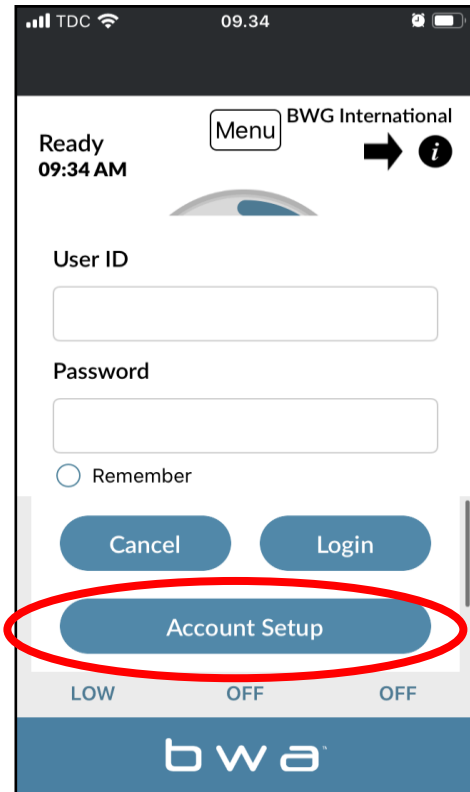 TDC 09.34
BWG International
Menu
Ready
09:34 AM
User ID
Password
Remember
Cancel Login
Account Setup
LOW OFF OFF
bwa™